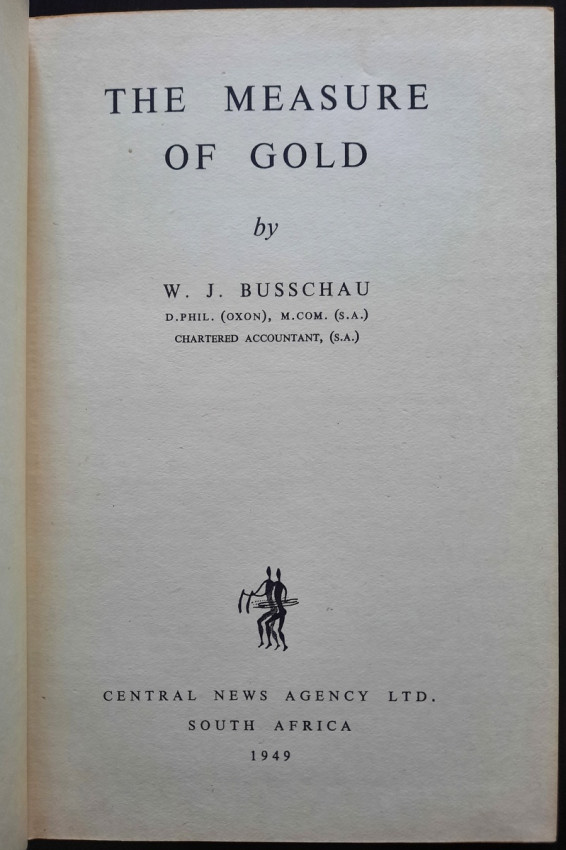 THE MEASURE
OF GOLD
by
W. J. BUSSCHAU
D.PHIL. (OXON), M.COM. (S.A.)
CHARTERED ACCOUNTANT, (S.A.)
CENTRAL NEWS AGENCY LTD.
SOUTH AFRICA
1949